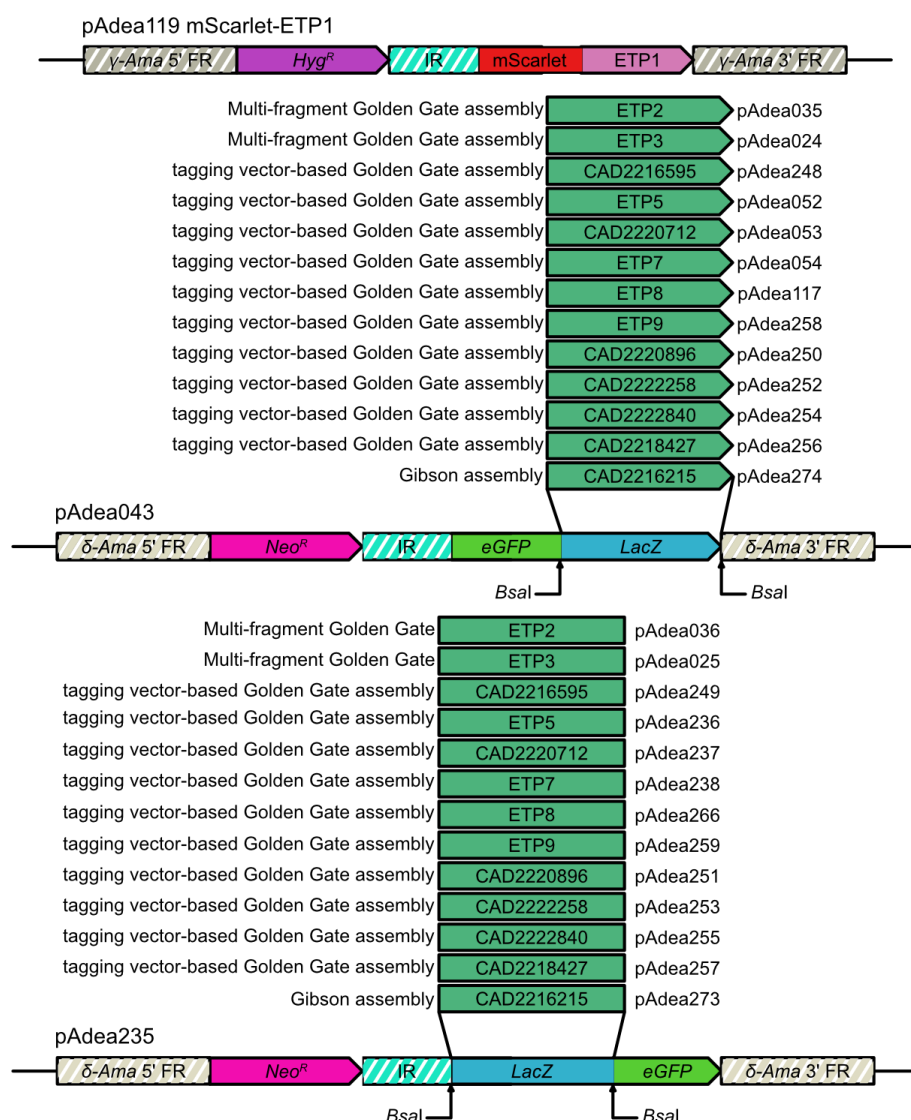 pAdea119 mScarlet-ETP1
γ-Ama 5' FR Hyg^R IR mScarlet ETP1 γ-Ama 3' FR
Multi-fragment Golden Gate assembly ETP2 pAdea035
Multi-fragment Golden Gate assembly ETP3 pAdea024
tagging vector-based Golden Gate assembly CAD2216595 pAdea248
tagging vector-based Golden Gate assembly ETP5 pAdea052
tagging vector-based Golden Gate assembly CAD2220712 pAdea053
tagging vector-based Golden Gate assembly ETP7 pAdea054
tagging vector-based Golden Gate assembly ETP8 pAdea117
tagging vector-based Golden Gate assembly ETP9 pAdea258
tagging vector-based Golden Gate assembly CAD2220896 pAdea250
tagging vector-based Golden Gate assembly CAD2222258 pAdea252
tagging vector-based Golden Gate assembly CAD2222840 pAdea254
tagging vector-based Golden Gate assembly CAD2218427 pAdea256
Gibson assembly CAD2216215 pAdea274
pAdea043
δ-Ama 5' FR Neo^R IR eGFP LacZ δ-Ama 3' FR
BsaI BsaI
Multi-fragment Golden Gate ETP2 pAdea036
Multi-fragment Golden Gate ETP3 pAdea025
tagging vector-based Golden Gate assembly CAD2216595 pAdea249
tagging vector-based Golden Gate assembly ETP5 pAdea236
tagging vector-based Golden Gate assembly CAD2220712 pAdea237
tagging vector-based Golden Gate assembly ETP7 pAdea238
tagging vector-based Golden Gate assembly ETP8 pAdea266
tagging vector-based Golden Gate assembly ETP9 pAdea259
tagging vector-based Golden Gate assembly CAD2220896 pAdea251
tagging vector-based Golden Gate assembly CAD2222258 pAdea253
tagging vector-based Golden Gate assembly CAD2222840 pAdea255
tagging vector-based Golden Gate assembly CAD2218427 pAdea257
Gibson assembly CAD2216215 pAdea273
pAdea235
δ-Ama 5' FR Neo^R IR LacZ eGFP δ-Ama 3' FR
BsaI BsaI